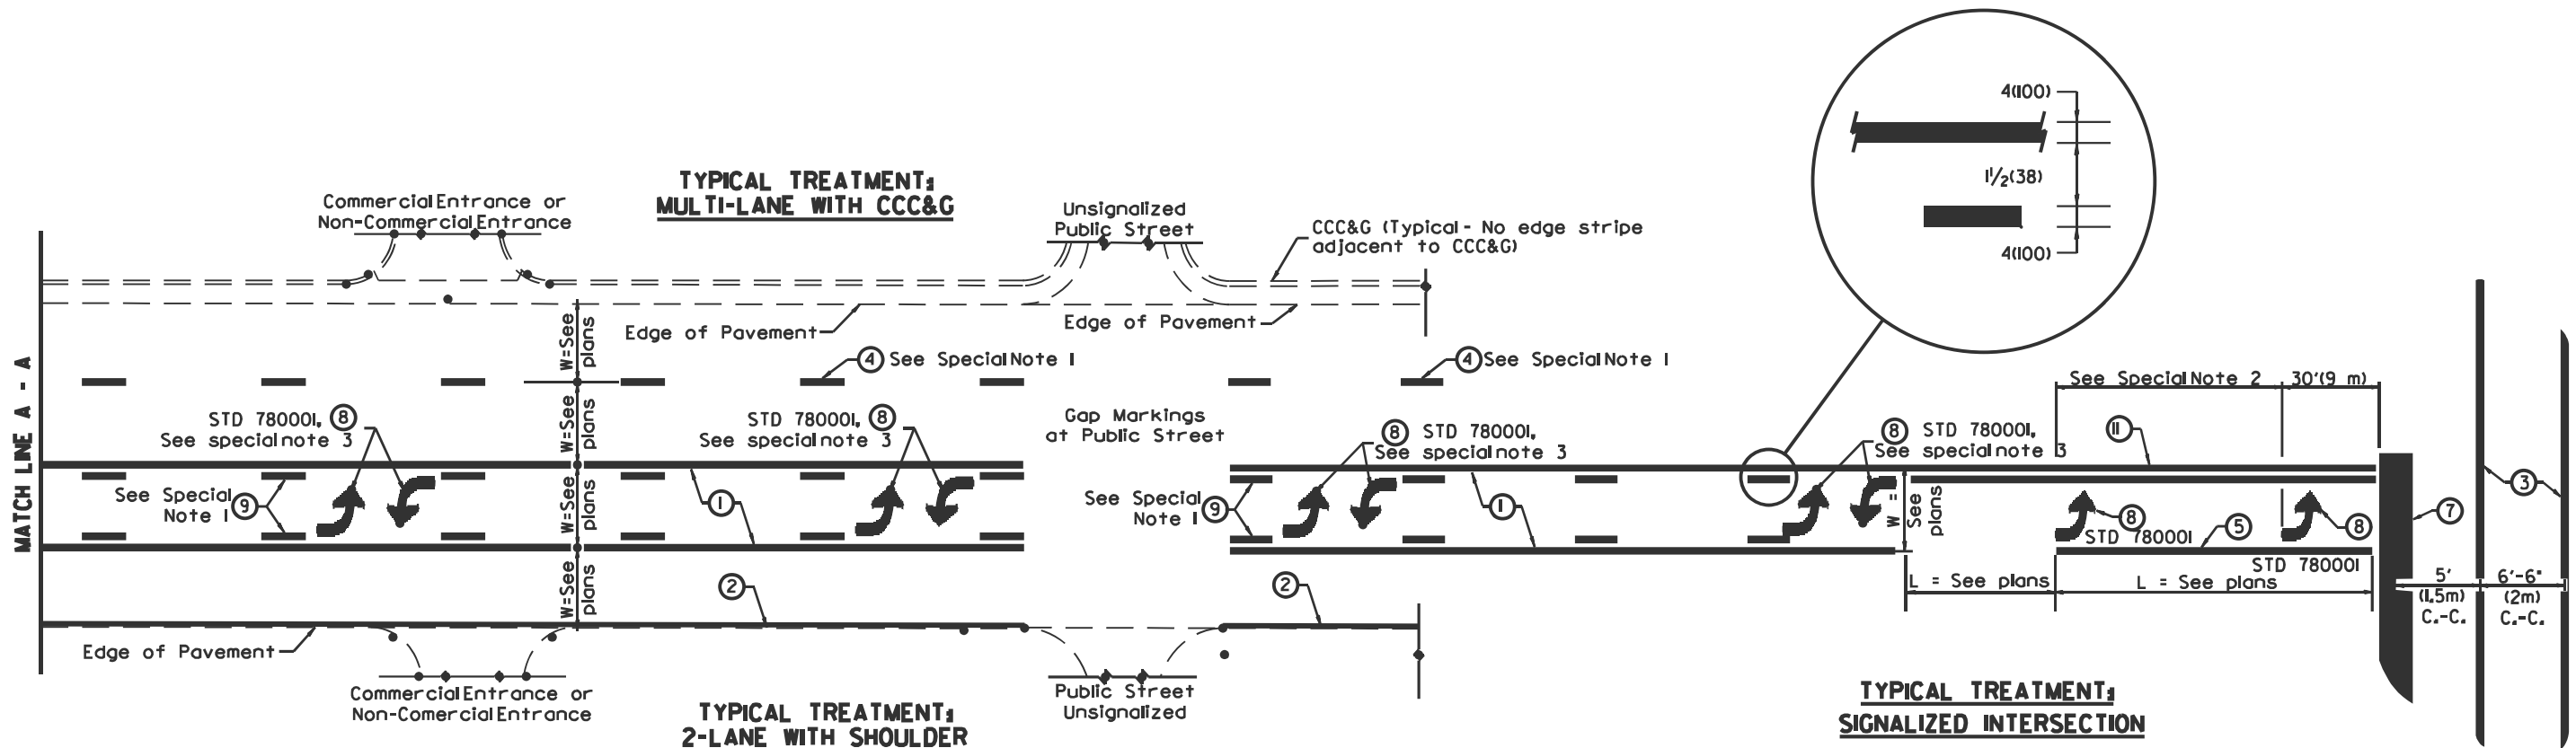 MATCH LINE A - A
TYPICAL TREATMENT:
MULTI-LANE WITH CCC&G
Commercial Entrance or
Non-Commercial Entrance
Unsignalized
Public Street
CCC&G (Typical - No edge stripe
adjacent to CCC&G)
Edge of Pavement
Edge of Pavement
W=See
plans
4 See Special Note 1
4 See Special Note 1
W=See
plans
STD 780001, 8
See special note 3
STD 780001, 8
See special note 3
Gap Markings
at Public Street
8 STD 780001,
See special note 3
8 STD 780001,
See special note 3
See Special
Note 1
9
W=See
plans
1
See Special
Note 1
9
11
W =
See
plans
4(100)
1 1/2(38)
4(100)
See Special Note 2
30'(9 m)
11
3
7
8
STD 780001
5
8
STD 780001
L = See plans
L = See plans
5'
(1.5m)
C.-C.
6'-6"
(2m)
C.-C.
W=See
plans
2
2
Edge of Pavement
Commercial Entrance or
Non-Comercial Entrance
Public Street
Unsignalized
TYPICAL TREATMENT:
2-LANE WITH SHOULDER
TYPICAL TREATMENT:
SIGNALIZED INTERSECTION